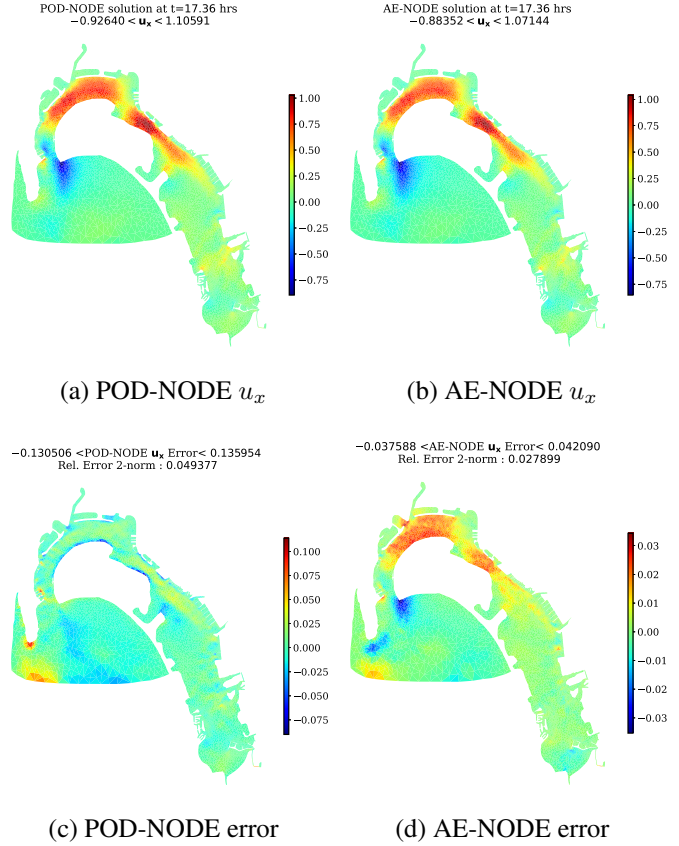 POD-NODE solution at t=17.36 hrs
−0.92640 < u_x < 1.10591
AE-NODE solution at t=17.36 hrs
−0.88352 < u_x < 1.07144
1.00
0.75
0.50
0.25
0.00
−0.25
−0.50
−0.75
1.00
0.75
0.50
0.25
0.00
−0.25
−0.50
−0.75
(a) POD-NODE u_x
(b) AE-NODE u_x
−0.130506 <POD-NODE u_x Error< 0.135954
Rel. Error 2-norm : 0.049377
−0.037588 <AE-NODE u_x Error< 0.042090
Rel. Error 2-norm : 0.027899
0.100
0.075
0.050
0.025
0.000
−0.025
−0.050
−0.075
0.03
0.02
0.01
0.00
−0.01
−0.02
−0.03
(c) POD-NODE error
(d) AE-NODE error